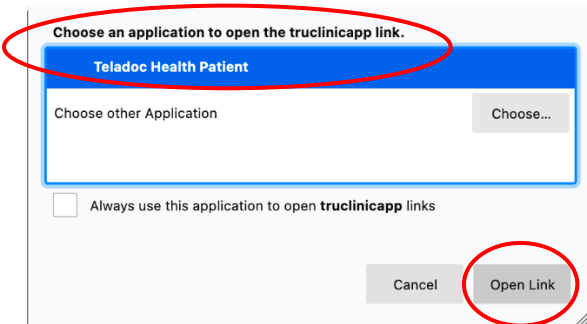 Choose an application to open the truclinicapp link.
Teladoc Health Patient
Choose other Application
Choose...
Always use this application to open truclinicapp links
Cancel
Open Link